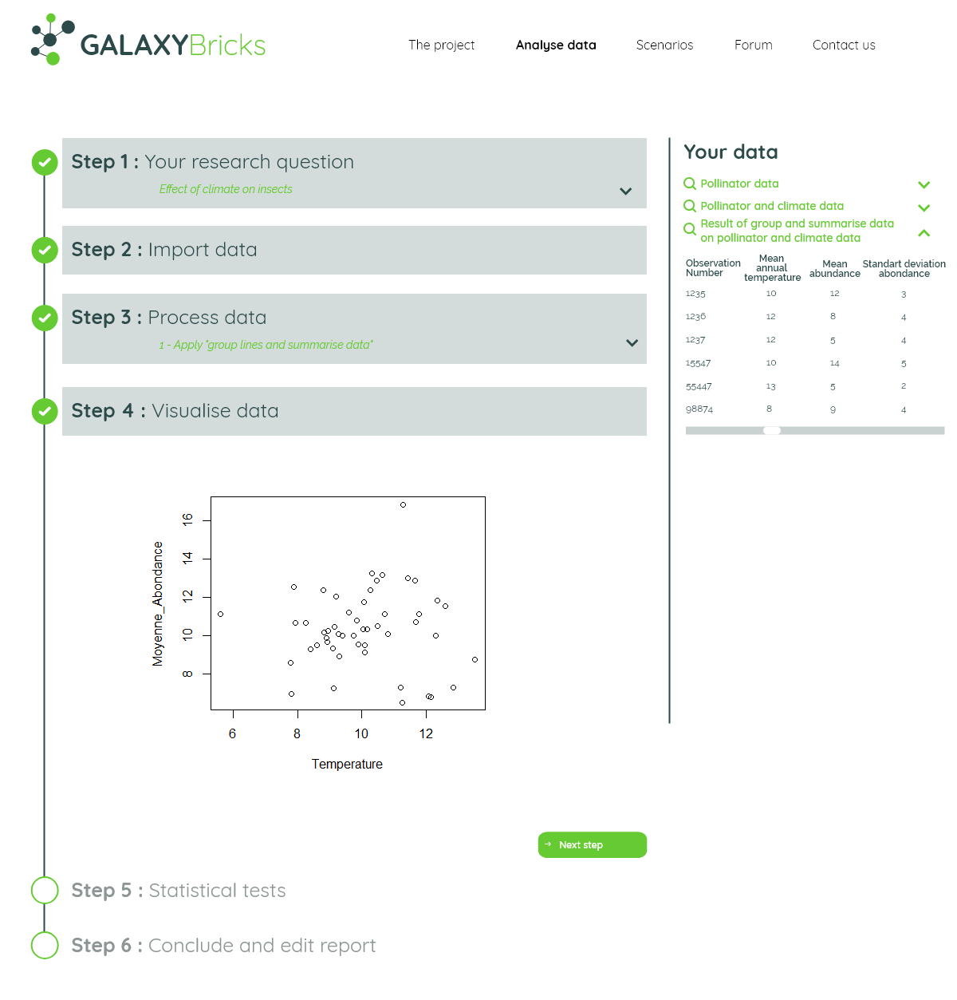 GALAXYBricks
The project Analyse data Scenarios Forum Contact us
Step 1 : Your research question
Effect of climate on insects
Step 2 : Import data
Step 3 : Process data
1 - Apply "group lines and summarise data"
Step 4 : Visualise data
16
14
12
10
8
Moyenne_Abondance
6 8 10 12
Temperature
Next step
Step 5 : Statistical tests
Step 6 : Conclude and edit report
Your data
Pollinator data
Pollinator and climate data
Result of group and summarise data
on pollinator and climate data
Observation Number Mean annual temperature Mean abundance Standart deviation abondance
1235 10 12 3
1236 12 8 4
1237 12 5 4
15547 10 14 5
55447 13 5 2
98874 8 9 4